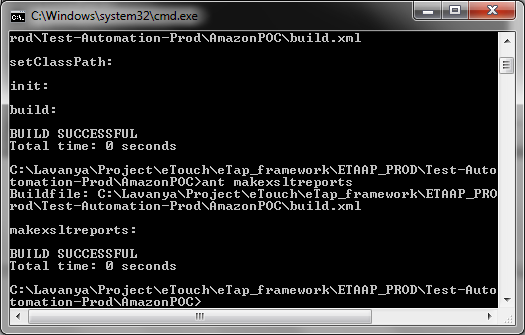 C:\Windows\system32\cmd.exe
rod\Test-Automation-Prod\AmazonPOC\build.xml
setClassPath:
init:
build:
BUILD SUCCESSFUL
Total time: 0 seconds
C:\Lavanya\Project\eTouch\eTap_framework\ETAAP_PROD\Test-Au
tomation-Prod\AmazonPOC>ant makexsltreports
Buildfile: C:\Lavanya\Project\eTouch\eTap_framework\ETAAP_P
rod\Test-Automation-Prod\AmazonPOC\build.xml
makexsltreports:
BUILD SUCCESSFUL
Total time: 0 seconds
C:\Lavanya\Project\eTouch\eTap_framework\ETAAP_PROD\Test-Au
tomation-Prod\AmazonPOC>